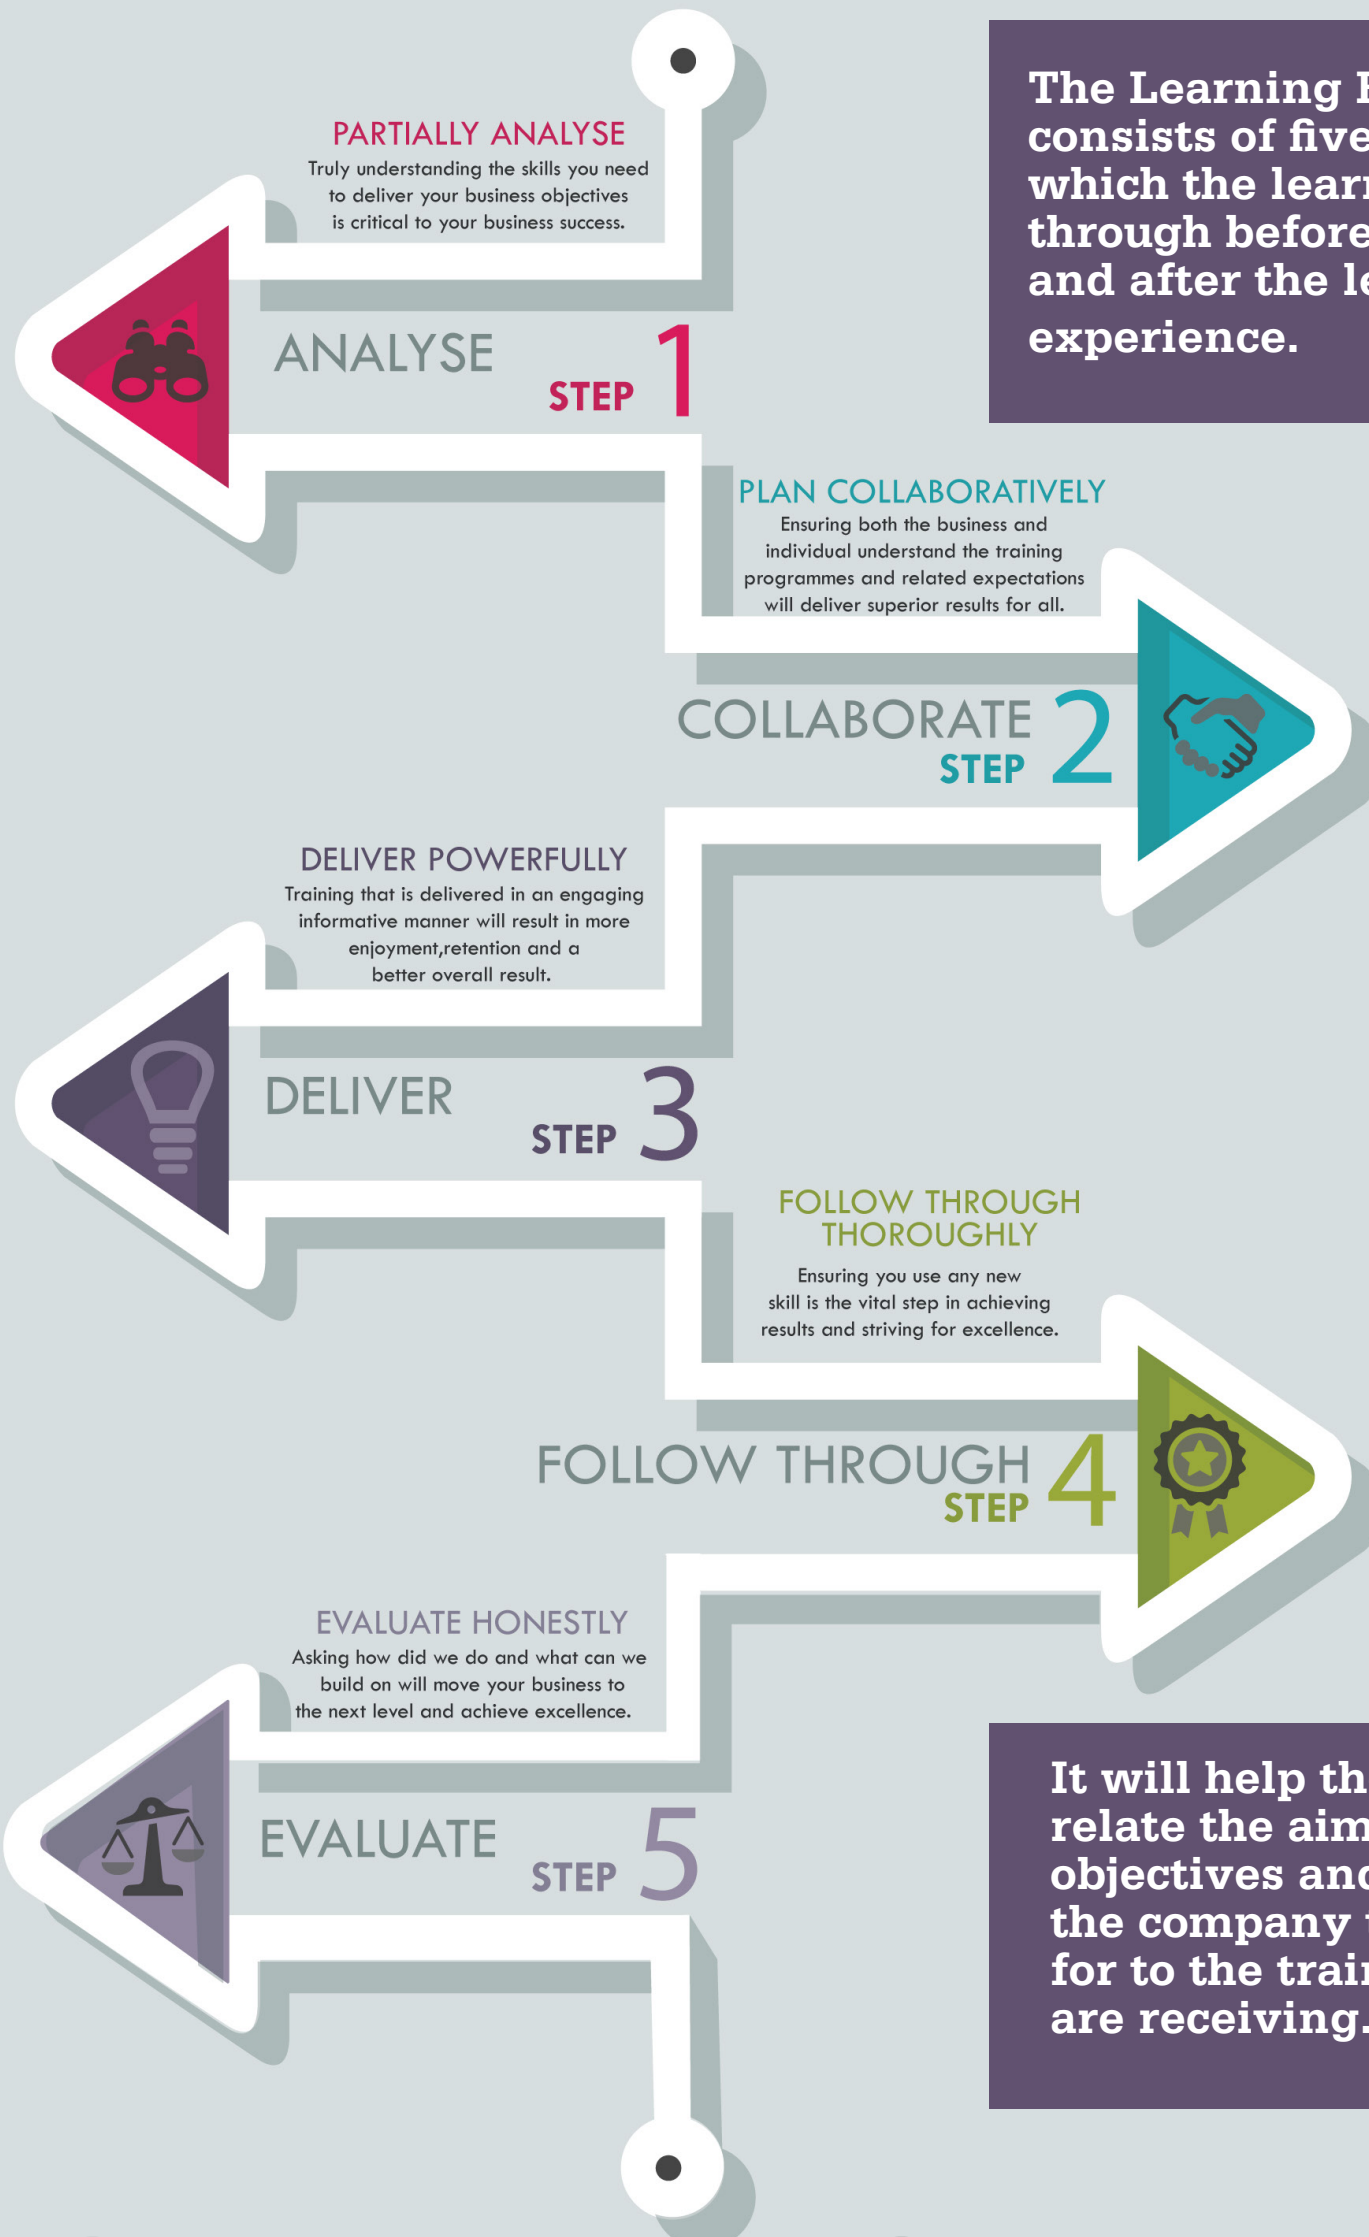 The Learning
consists of five
which the
through before
and after the
experience.
PARTIALLY ANALYSE
Truly understanding the skills you need
to deliver your business objectives
is critical to your business success.
ANALYSE
STEP 1
PLAN COLLABORATIVELY
Ensuring both the business and
individual understand the training
programmes and related expectations
will deliver superior results for all.
COLLABORATE
STEP 2
DELIVER POWERFULLY
Training that is delivered in an engaging
informative manner will result in more
enjoyment,retention and a
better overall result.
DELIVER
STEP 3
FOLLOW THROUGH
THOROUGHLY
Ensuring you use any new
skill is the vital step in achieving
results and striving for excellence.
FOLLOW THROUGH
STEP 4
EVALUATE HONESTLY
Asking how did we do and what can we
build on will move your business to
the next level and achieve excellence.
EVALUATE
STEP 5
It will help
relate the
objectives
the company
for to the
are receiving.